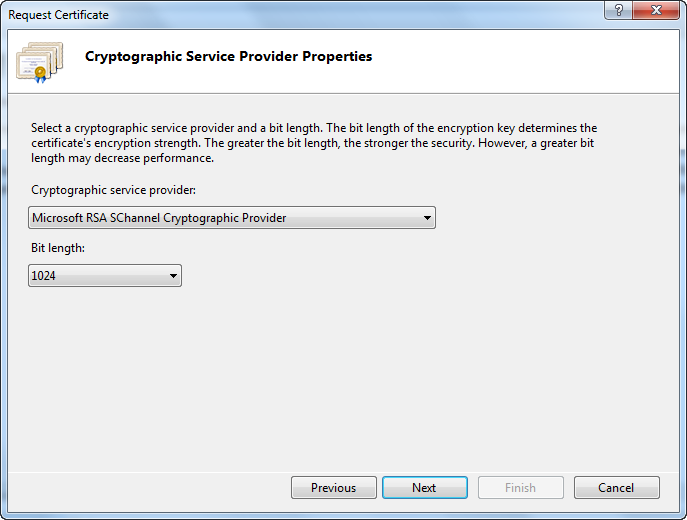 Request Certificate
?
Cryptographic Service Provider Properties
Select a cryptographic service provider and a bit length. The bit length of the encryption key determines the
certificate's encryption strength. The greater the bit length, the stronger the security. However, a greater bit
length may decrease performance.
Cryptographic service provider:
Microsoft RSA SChannel Cryptographic Provider
Bit length:
1024
Previous Next Finish Cancel